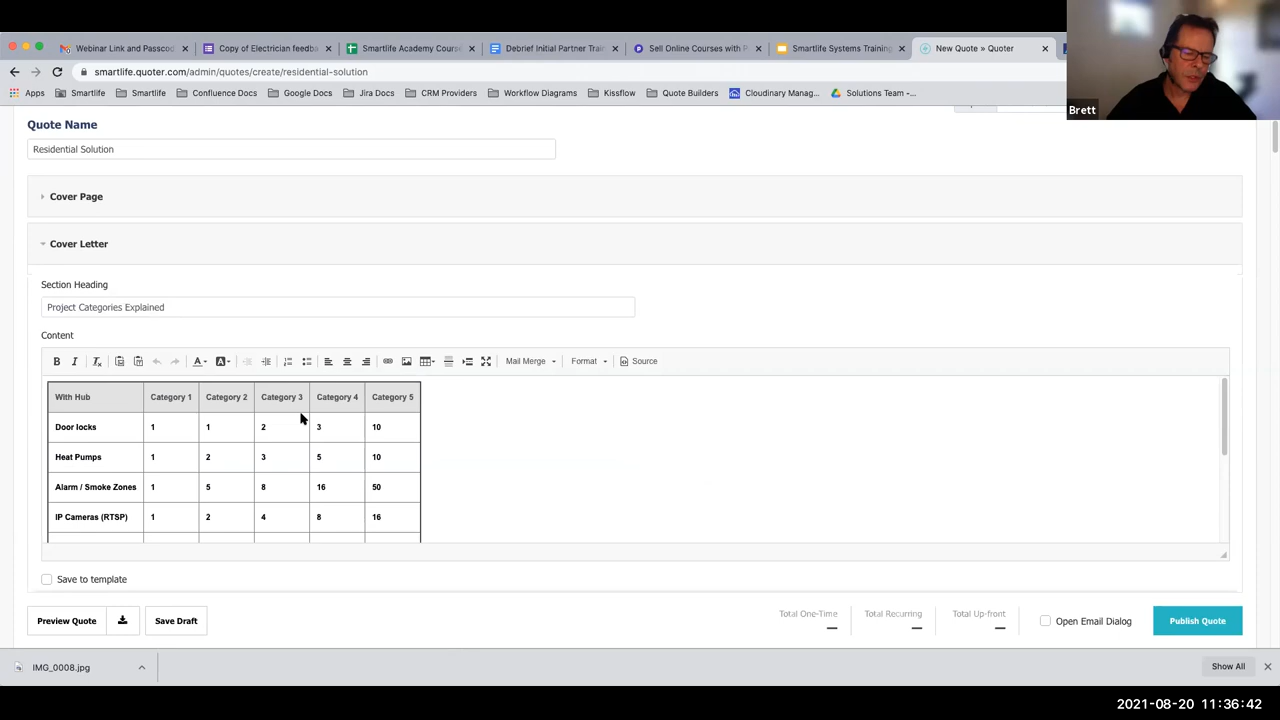 Webinar Link and Passcod
Copy of Electrician feedba
Smartlife Academy Course
Debrief Initial Partner Trai
Sell Online Courses with P
Smartlife Systems Training
New Quote » Quoter
smartlife.quoter.com/admin/quotes/create/residential-solution
Apps Smartlife Smartlife Confluence Docs Google Docs Jira Docs CRM Providers Workflow Diagrams Kissflow Quote Builders Cloudinary Manag... Solutions Team -...
Brett
Quote Name
Residential Solution
Cover Page
Cover Letter
Section Heading
Project Categories Explained
Content
B I Mail Merge Format Source
With Hub Category 1 Category 2 Category 3 Category 4 Category 5
Door locks 1 1 2 3 10
Heat Pumps 1 2 3 5 10
Alarm / Smoke Zones 1 5 8 16 50
IP Cameras (RTSP) 1 2 4 8 16
Save to template
Preview Quote Save Draft Total One-Time — Total Recurring — Total Up-front — Open Email Dialog Publish Quote
IMG_0008.jpg Show All
2021-08-20 11:36:42